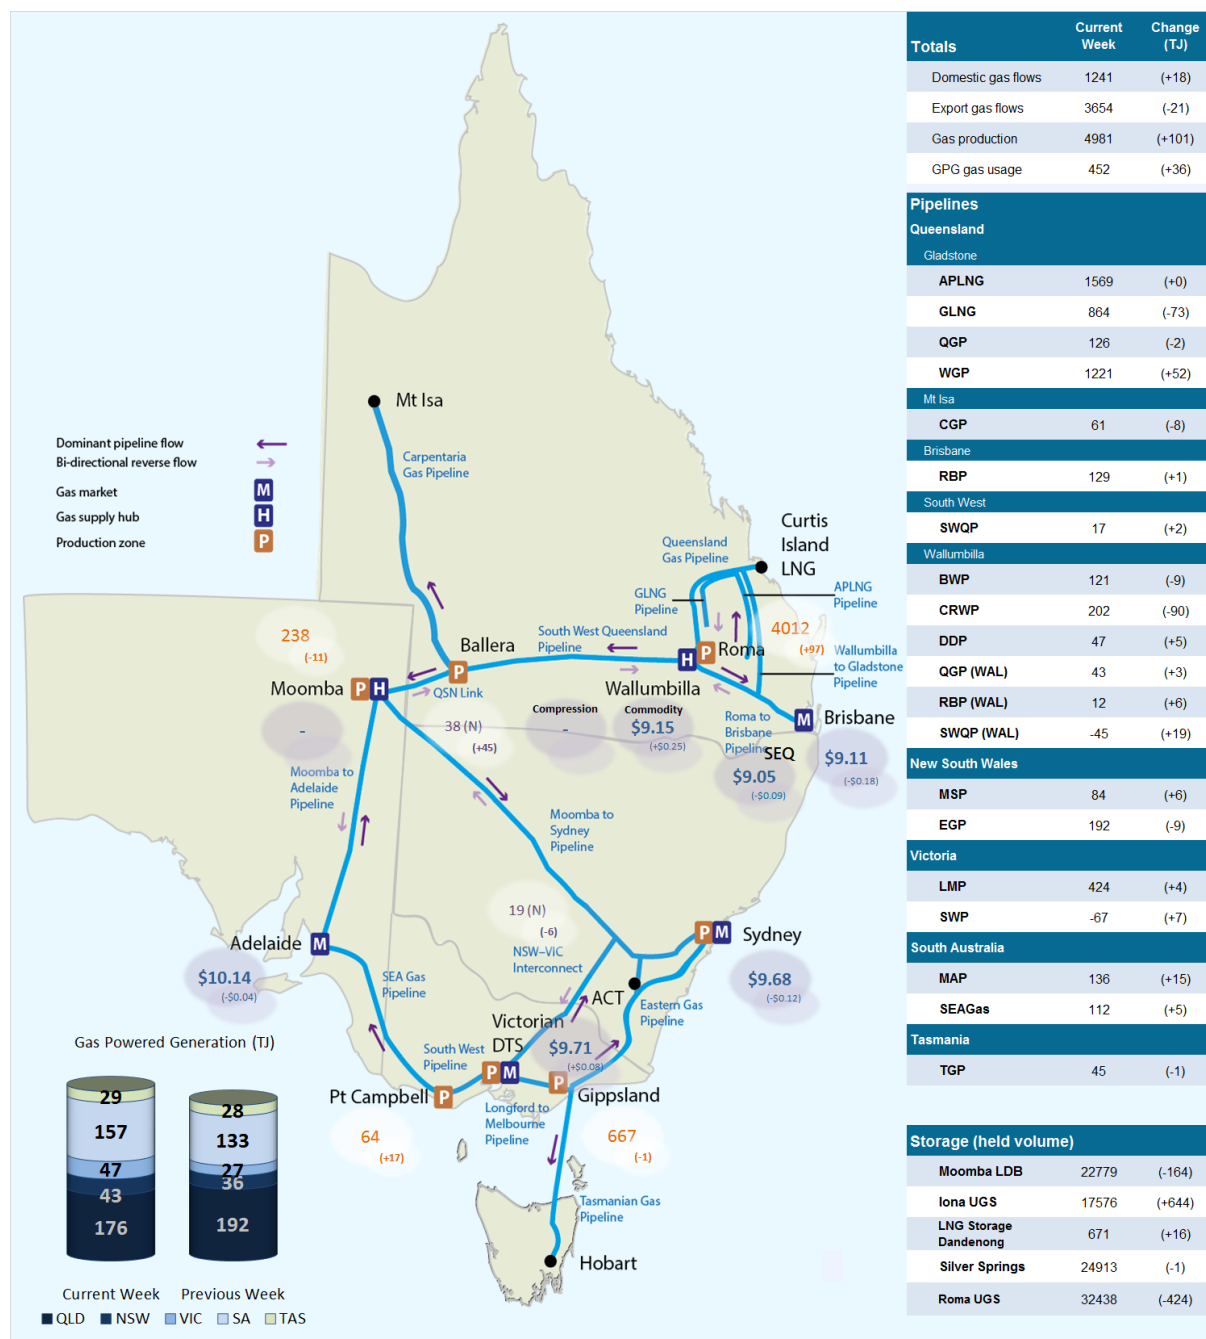 Mt Isa
Carpentaria
Gas Pipeline
Dominant pipeline flow
Bi-directional reverse flow
Gas market
M
Gas supply hub
H
Production zone
P
Curtis
Island
LNG
Queensland
Gas Pipeline
APLNG
Pipeline
GLNG
Pipeline
4012
(+97)
238
(-11)
Ballera
South West Queensland
Pipeline
P
Roma
H
Wallumbilla
to Gladstone
Pipeline
Moomba
P
H
P
QSN Link
Wallumbilla
Compression
Commodity
-
38 (N)
(+45)
-
$9.15
(+$0.25)
Roma to
Brisbane
Pipeline
M
Brisbane
SEQ
$9.11
(-$0.18)
$9.05
(-$0.09)
Moomba to
Adelaide
Pipeline
Moomba to
Sydney
Pipeline
19 (N)
(-6)
NSW–VIC
Interconnect
Adelaide
M
P
M
Sydney
$10.14
(-$0.04)
SEA Gas
Pipeline
$9.68
(-$0.12)
ACT
Eastern Gas
Pipeline
Victorian
DTS
$9.71
(+$0.08)
South West
Pipeline
P
M
P
Pt Campbell
P
Gippsland
Longford to
Melbourne
Pipeline
64
(+17)
667
(-1)
Tasmanian Gas
Pipeline
Hobart
Gas Powered Generation (TJ)
29
157
47
43
176
28
133
27
36
192
Current Week
Previous Week
QLD
NSW
VIC
SA
TAS
Totals Current Week Change (TJ)
Domestic gas flows 1241 (+18)
Export gas flows 3654 (-21)
Gas production 4981 (+101)
GPG gas usage 452 (+36)
Pipelines
Queensland
Gladstone
APLNG 1569 (+0)
GLNG 864 (-73)
QGP 126 (-2)
WGP 1221 (+52)
Mt Isa
CGP 61 (-8)
Brisbane
RBP 129 (+1)
South West
SWQP 17 (+2)
Wallumbilla
BWP 121 (-9)
CRWP 202 (-90)
DDP 47 (+5)
QGP (WAL) 43 (+3)
RBP (WAL) 12 (+6)
SWQP (WAL) -45 (+19)
New South Wales
MSP 84 (+6)
EGP 192 (-9)
Victoria
LMP 424 (+4)
SWP -67 (+7)
South Australia
MAP 136 (+15)
SEAGas 112 (+5)
Tasmania
TGP 45 (-1)
Storage (held volume)
Moomba LDB 22779 (-164)
Iona UGS 17576 (+644)
LNG Storage
Dandenong 671 (+16)
Silver Springs 24913 (-1)
Roma UGS 32438 (-424)